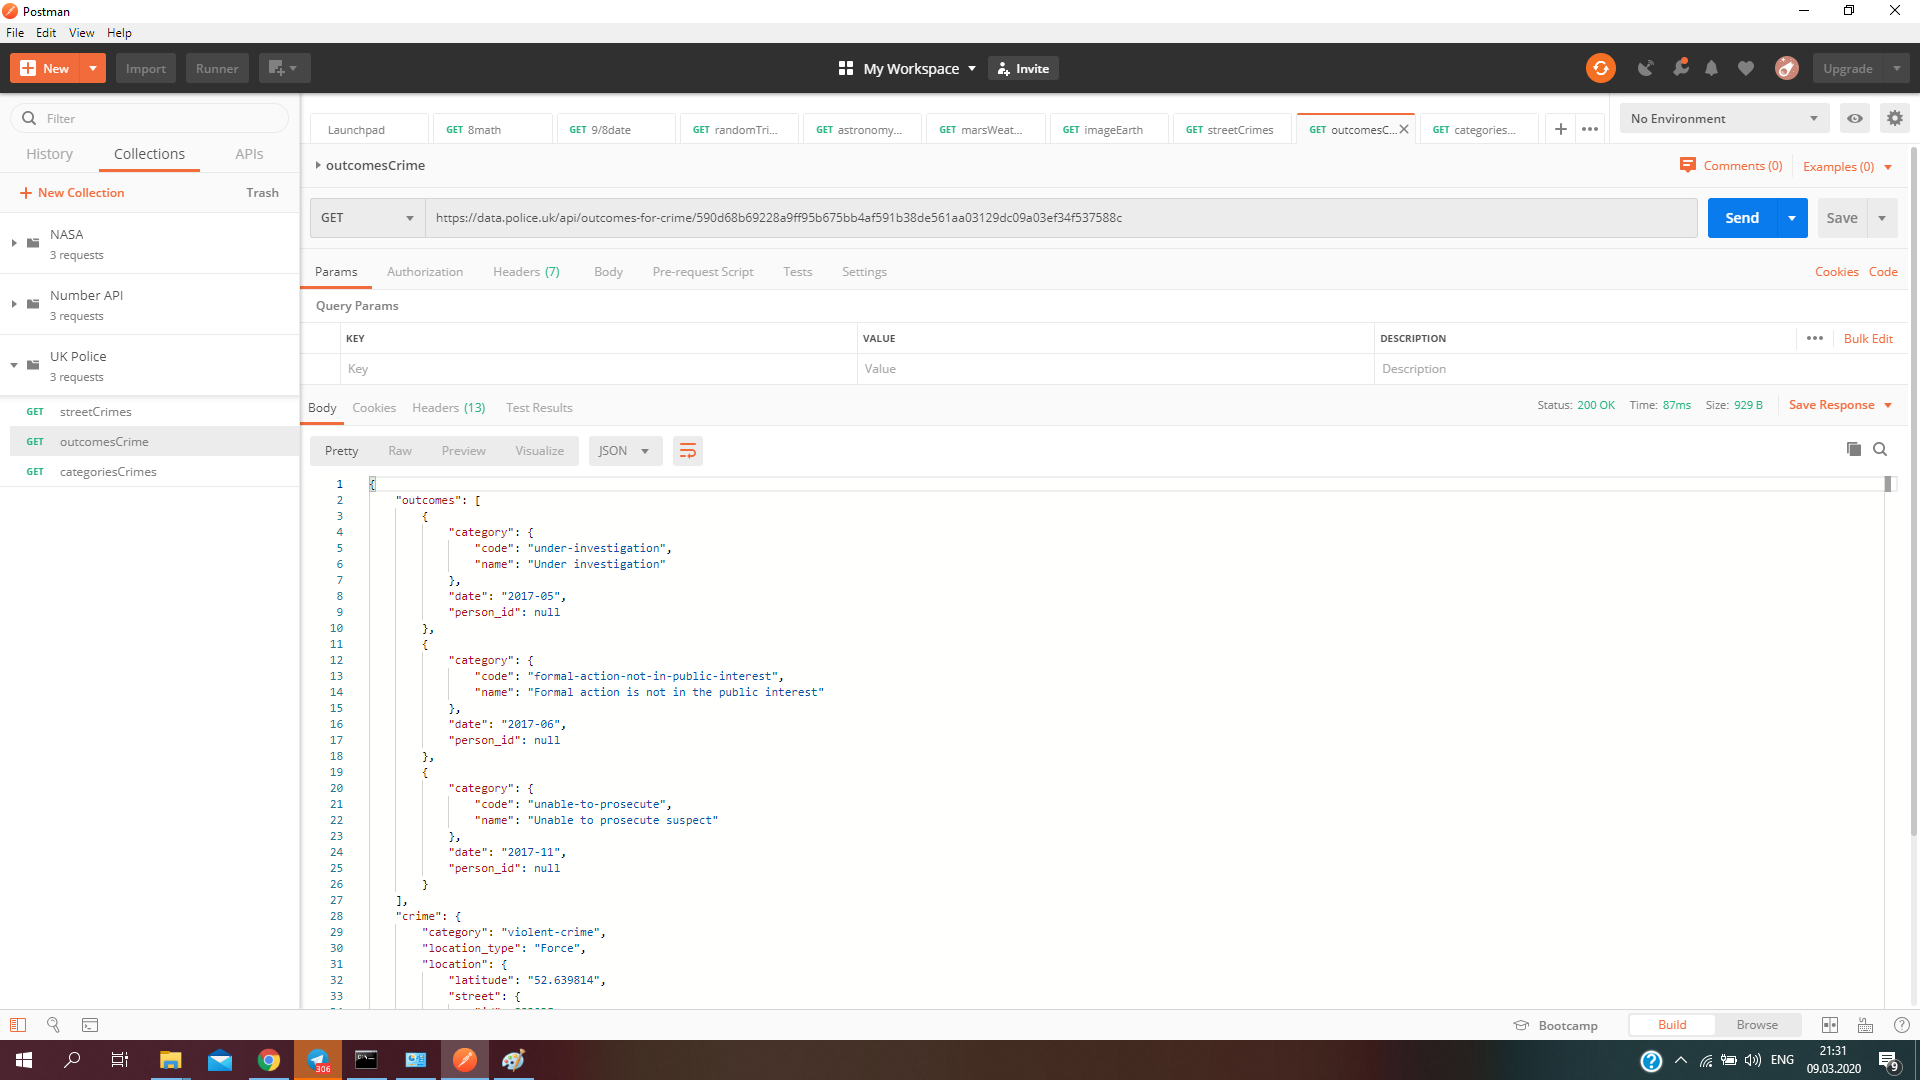 Postman
File Edit View Help
New Import Runner My Workspace Invite Upgrade
Filter
History Collections APIs
New Collection Trash
NASA
3 requests
Number API
3 requests
UK Police
3 requests
GET streetCrimes
GET outcomesCrime
GET categoriesCrimes
Launchpad GET 8math GET 9/8date GET randomTri... GET astronomy... GET marsWeat... GET imageEarth GET streetCrimes GET outcomesC... GET categories... No Environment
outcomesCrime Comments (0) Examples (0)
GET https://data.police.uk/api/outcomes-for-crime/590d68b69228a9ff95b675bb4af591b38de561aa03129dc09a03ef34f537588c Send Save
Params Authorization Headers (7) Body Pre-request Script Tests Settings Cookies Code
Query Params
KEY VALUE DESCRIPTION Bulk Edit
Key Value Description
Body Cookies Headers (13) Test Results Status: 200 OK Time: 87ms Size: 929 B Save Response
Pretty Raw Preview Visualize JSON
1 {
2 "outcomes": [
3 {
4 "category": {
5 "code": "under-investigation",
6 "name": "Under investigation"
7 },
8 "date": "2017-05",
9 "person_id": null
10 },
11 {
12 "category": {
13 "code": "formal-action-not-in-public-interest",
14 "name": "Formal action is not in the public interest"
15 },
16 "date": "2017-06",
17 "person_id": null
18 },
19 {
20 "category": {
21 "code": "unable-to-prosecute",
22 "name": "Unable to prosecute suspect"
23 },
24 "date": "2017-11",
25 "person_id": null
26 }
27 ],
28 "crime": {
29 "category": "violent-crime",
30 "location_type": "Force",
31 "location": {
32 "latitude": "52.639814",
33 "street": {
Bootcamp Build Browse
306
ENG
21:31
09.03.2020
9